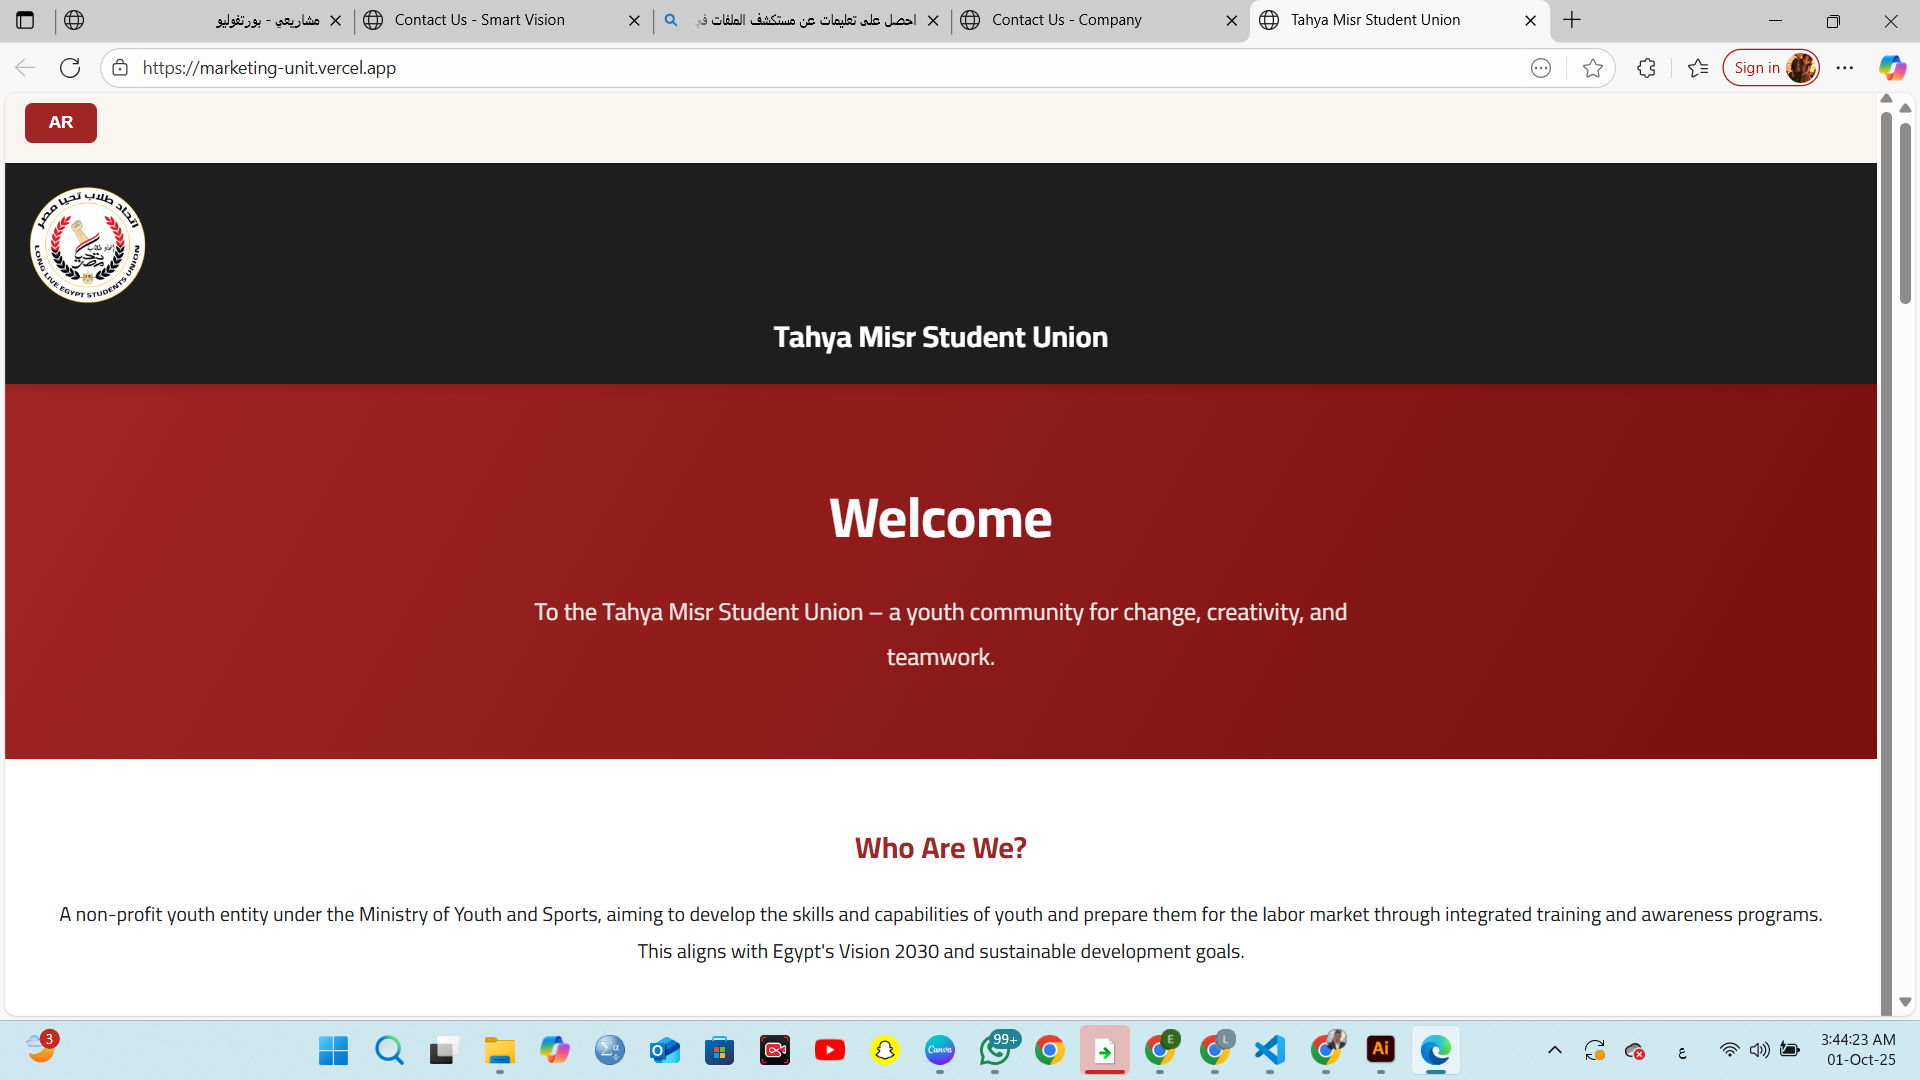 مشاريعي - بورتفوليو
Contact Us - Smart Vision
احصل على تعليمات عن مستكشف الملفات في
Contact Us - Company
Tahya Misr Student Union
https://marketing-unit.vercel.app
Sign in
AR
اتحاد طلاب تحيا مصر
LONG LIVE EGYPT STUDENTS UNION
Tahya Misr Student Union
Welcome
To the Tahya Misr Student Union – a youth community for change, creativity, and
teamwork.
Who Are We?
A non-profit youth entity under the Ministry of Youth and Sports, aiming to develop the skills and capabilities of youth and prepare them for the labor market through integrated training and awareness programs.
This aligns with Egypt's Vision 2030 and sustainable development goals.
3
Canva
99+
E
L
Ai
ع
3:44:23 AM
01-Oct-25